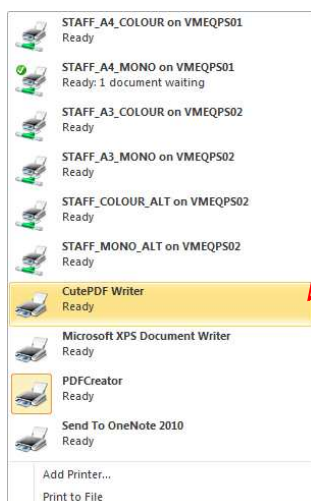 STAFF_A4_COLOUR on VMEQPS01
Ready
STAFF_A4_MONO on VMEQPS01
Ready: 1 document waiting
STAFF_A3_COLOUR on VMEQPS02
Ready
STAFF_A3_MONO on VMEQPS02
Ready
STAFF_COLOUR_ALT on VMEQPS02
Ready
STAFF_MONO_ALT on VMEQPS02
Ready
CutePDF Writer
Ready
Microsoft XPS Document Writer
Ready
PDFCreator
Ready
Send To OneNote 2010
Ready
Add Printer...
Print to File